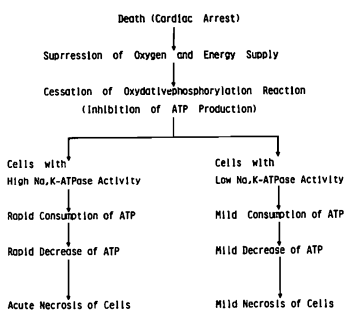 Death (Cardiac Arrest)
Suprression of Oxygen and Energy Supply
Cessation of Oxydativephosphorylation Reaction
(Inhibition of ATP Production)
Cells with
High Na,K-ATPase Activity
Rapid Consumption of ATP
Rapid Decrease of ATP
Acute Necrosis of Cells
Cells with
Low Na,K-ATPase Activity
Mild Consumption of ATP
Mild Decrease of ATP
Mild Necrosis of Cells